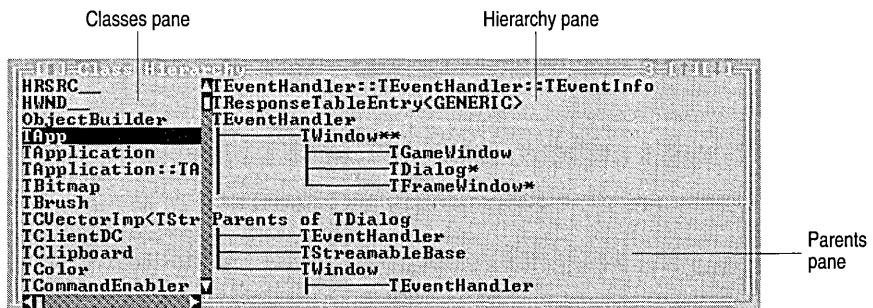 Classes pane
Hierarchy pane
Class Hierarchy
3
HRSRC__
HWND__
ObjectBuilder
TApp
TApplication
TApplication::TA
TBitmap
TBrush
TCVectorImp<TStr
TClientDC
TClipboard
TColor
TCommandEnabler
TEventHandler::TEventHandler::TEventInfo
TResponseTableEntry<GENERIC>
TEventHandler
TWindow**
TGameWindow
TDialog*
TFrameWindow*
Parents of TDialog
TEventHandler
TStreamableBase
TWindow
TEventHandler
Parents
pane